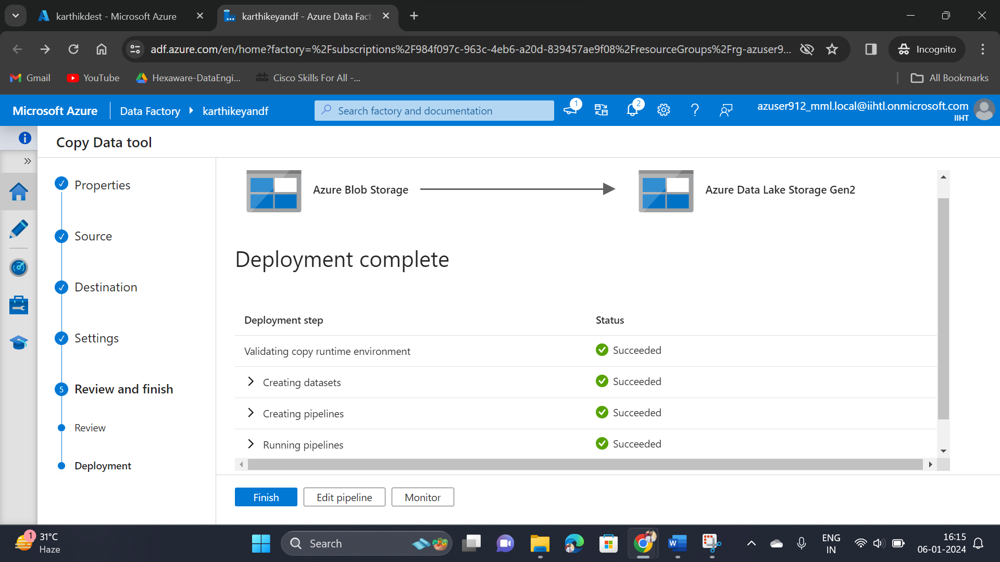 karthikdest - Microsoft Azure
karthikeyandf - Azure Data Fact
adf.azure.com/en/home?factory=%2Fsubscriptions%2F984f097c-963c-4eb6-a20d-839457ae9f08%2FresourceGroups%2Frg-azuser9...
Incognito
Gmail
YouTube
Hexaware-DataEngi...
cisco Cisco Skills For All -...
All Bookmarks
Microsoft Azure
Data Factory
karthikeyandf
Search factory and documentation
1
2
azuser912_mml.local@iihtl.onmicrosoft.com
IIHT
Copy Data tool
Properties
Source
Destination
Settings
5 Review and finish
Review
Deployment
Azure Blob Storage
Azure Data Lake Storage Gen2
Deployment complete
Deployment step Status
Validating copy runtime environment Succeeded
Creating datasets Succeeded
Creating pipelines Succeeded
Running pipelines Succeeded
Finish
Edit pipeline
Monitor
1
31°C
Haze
Search
W
ENG
IN
16:15
06-01-2024